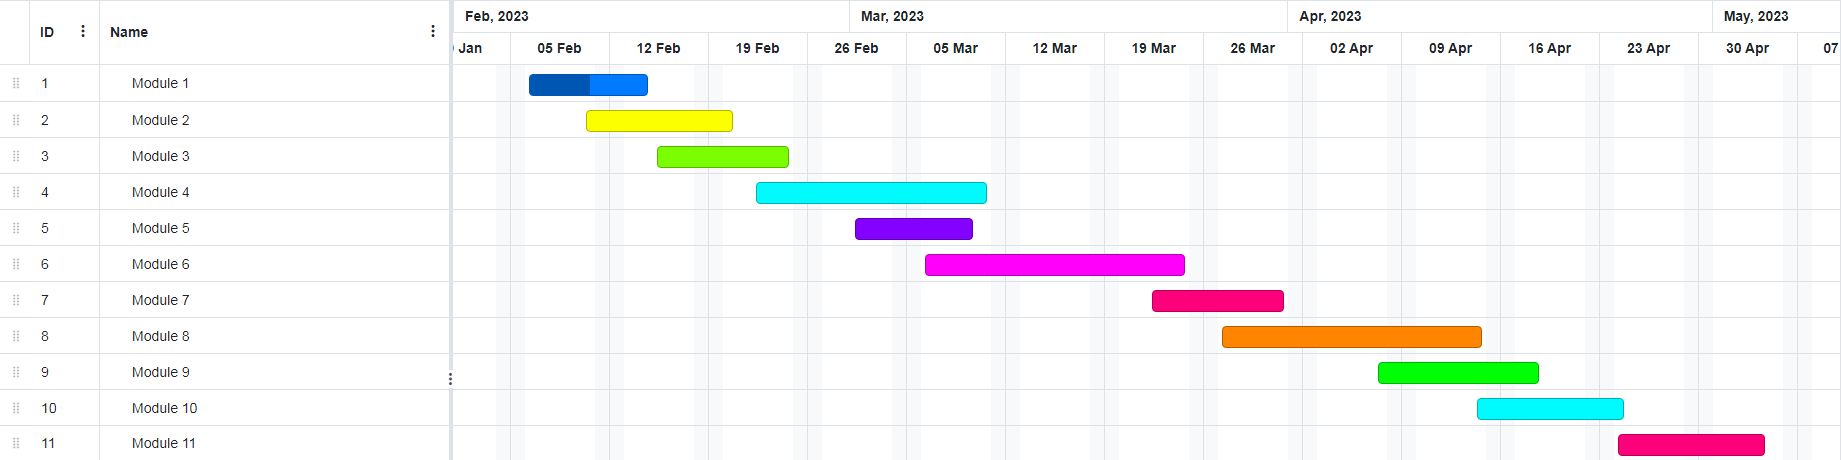 Feb, 2023 Mar, 2023 Apr, 2023 May, 2023
ID Name
Jan 05 Feb 12 Feb 19 Feb 26 Feb 05 Mar 12 Mar 19 Mar 26 Mar 02 Apr 09 Apr 16 Apr 23 Apr 30 Apr 07
1 Module 1
2 Module 2
3 Module 3
4 Module 4
5 Module 5
6 Module 6
7 Module 7
8 Module 8
9 Module 9
10 Module 10
11 Module 11